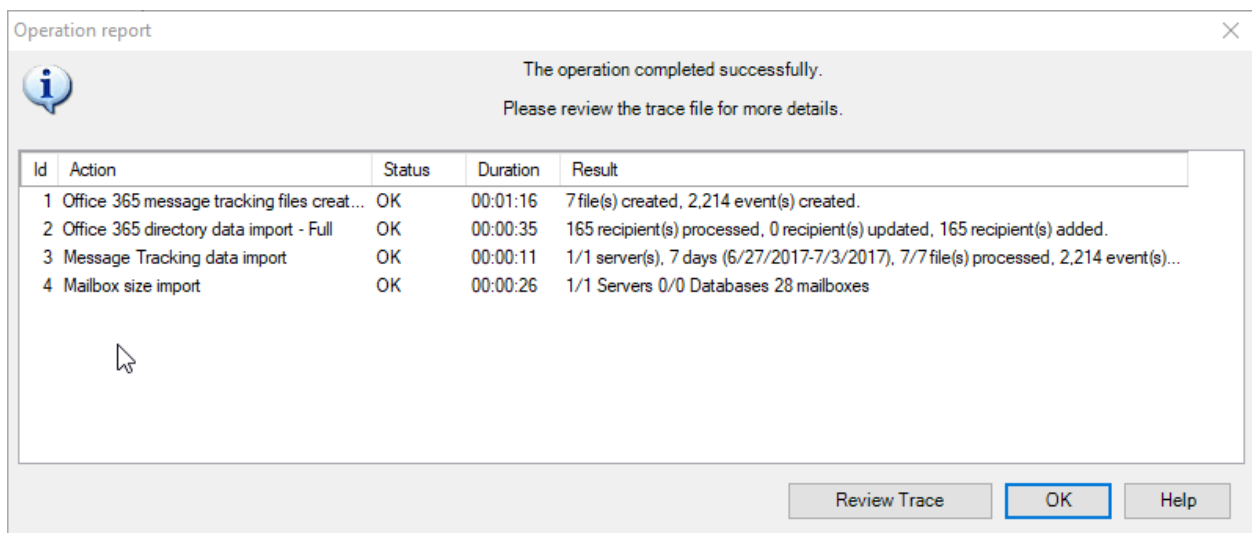 Operation report
The operation completed successfully.
Please review the trace file for more details.
Id Action Status Duration Result
1 Office 365 message tracking files creat... OK 00:01:16 7 file(s) created, 2,214 event(s) created.
2 Office 365 directory data import - Full OK 00:00:35 165 recipient(s) processed, 0 recipient(s) updated, 165 recipient(s) added.
3 Message Tracking data import OK 00:00:11 1/1 server(s), 7 days (6/27/2017-7/3/2017), 7/7 file(s) processed, 2,214 event(s)...
4 Mailbox size import OK 00:00:26 1/1 Servers 0/0 Databases 28 mailboxes
Review Trace OK Help